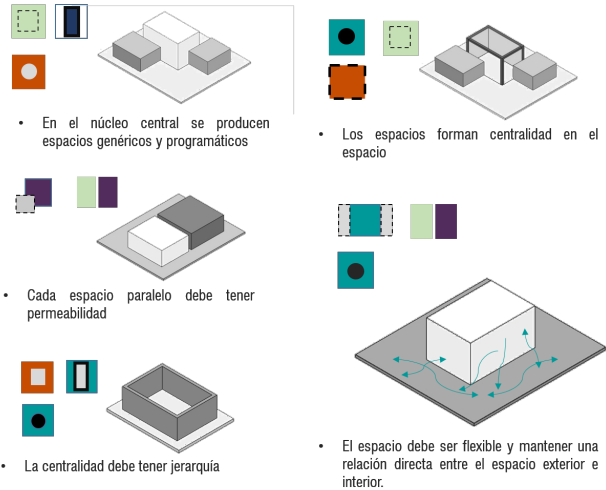 • En el núcleo central se producen
espacios genéricos y programáticos
• Cada espacio paralelo debe tener
permeabilidad
• La centralidad debe tener jerarquía
• Los espacios forman centralidad en el
espacio
• El espacio debe ser flexible y mantener una
relación directa entre el espacio exterior e
interior.